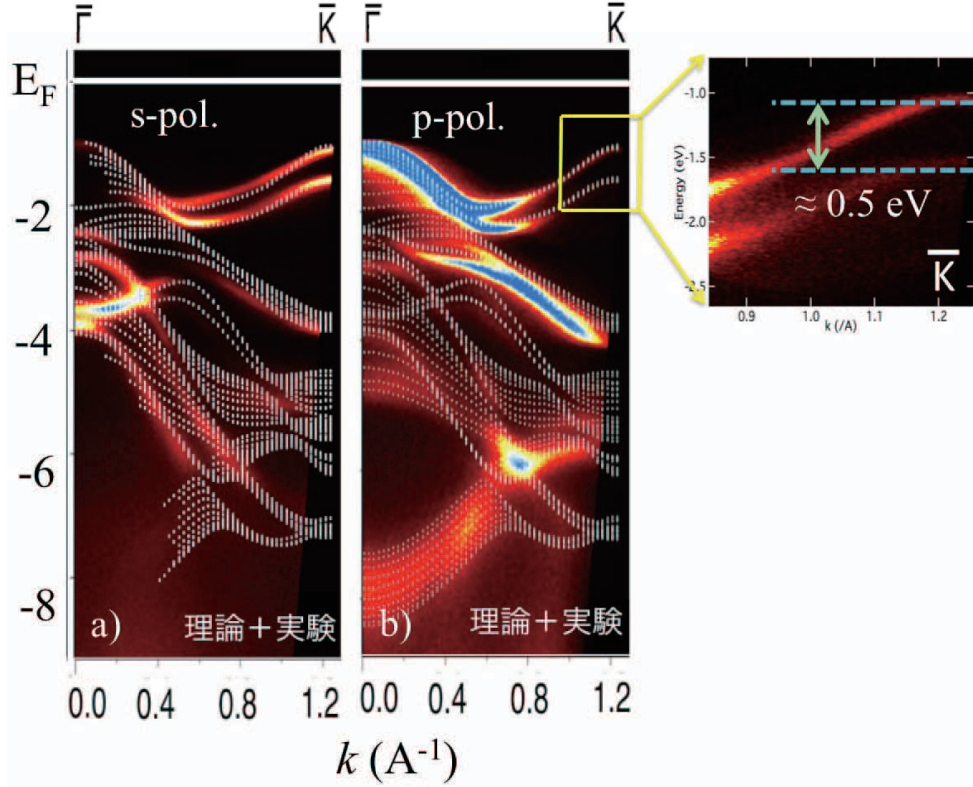 Γ̅ K̅ Γ̅ K̅
E_F
s-pol. p-pol.
-2
-4
-6
-8
a) 理論＋実験
b) 理論＋実験
0.0 0.4 0.8 1.2
0.0 0.4 0.8 1.2
k (A⁻¹)
-1.0
-1.5
-2.0
-2.5
Energy (eV)
≈ 0.5 eV
K̅
0.9 1.0 1.1 1.2
k (/A)